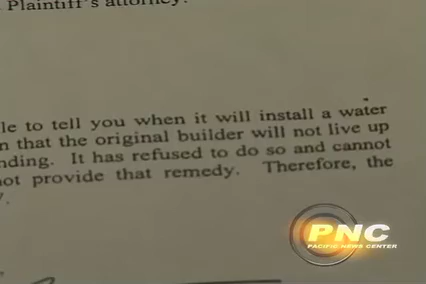 Plaintiff's attorney.
le to tell you when it will install a water
n that the original builder will not live up
nding. It has refused to do so and cannot
not provide that remedy. Therefore, the
PNC
PACIFIC NEWS CENTER